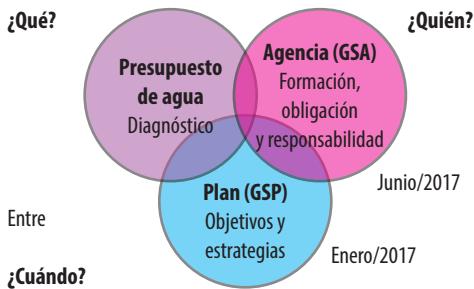 ¿Qué?
¿Quién?
Presupuesto
de agua
Diagnóstico
Agencia (GSA)
Formación,
obligación
y responsabilidad
Junio/2017
Plan (GSP)
Objetivos y
estrategias
Entre
Enero/2017
¿Cuándo?